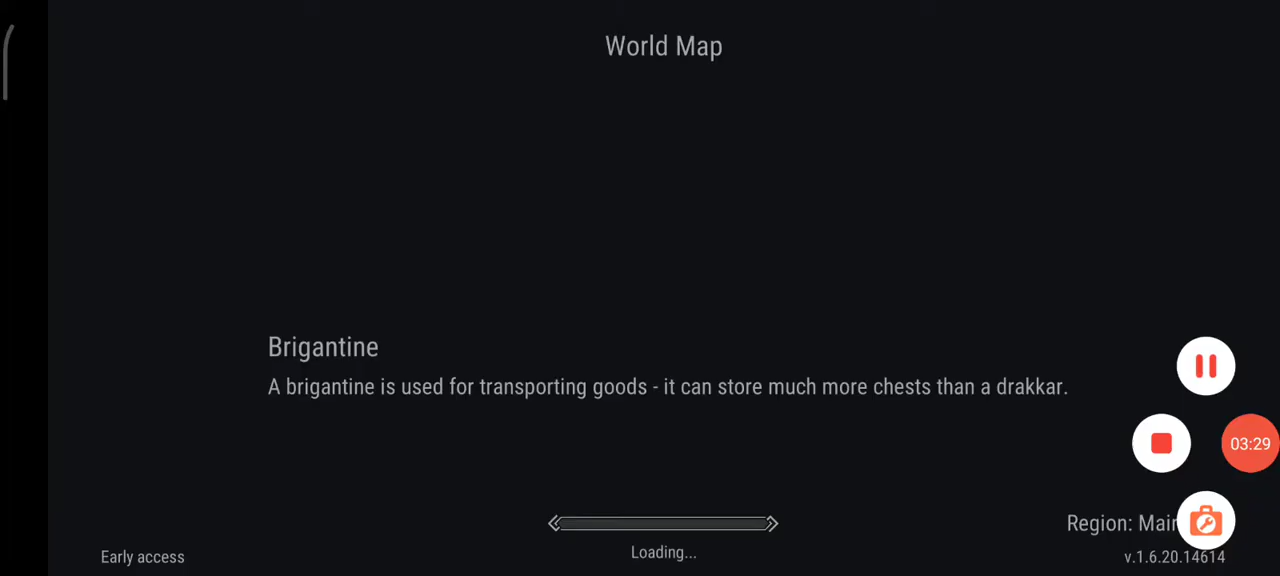 World Map
Brigantine
A brigantine is used for transporting goods - it can store much more chests than a drakkar.
03:29
Region: Mair
Loading...
Early access
v.1.6.20.14614